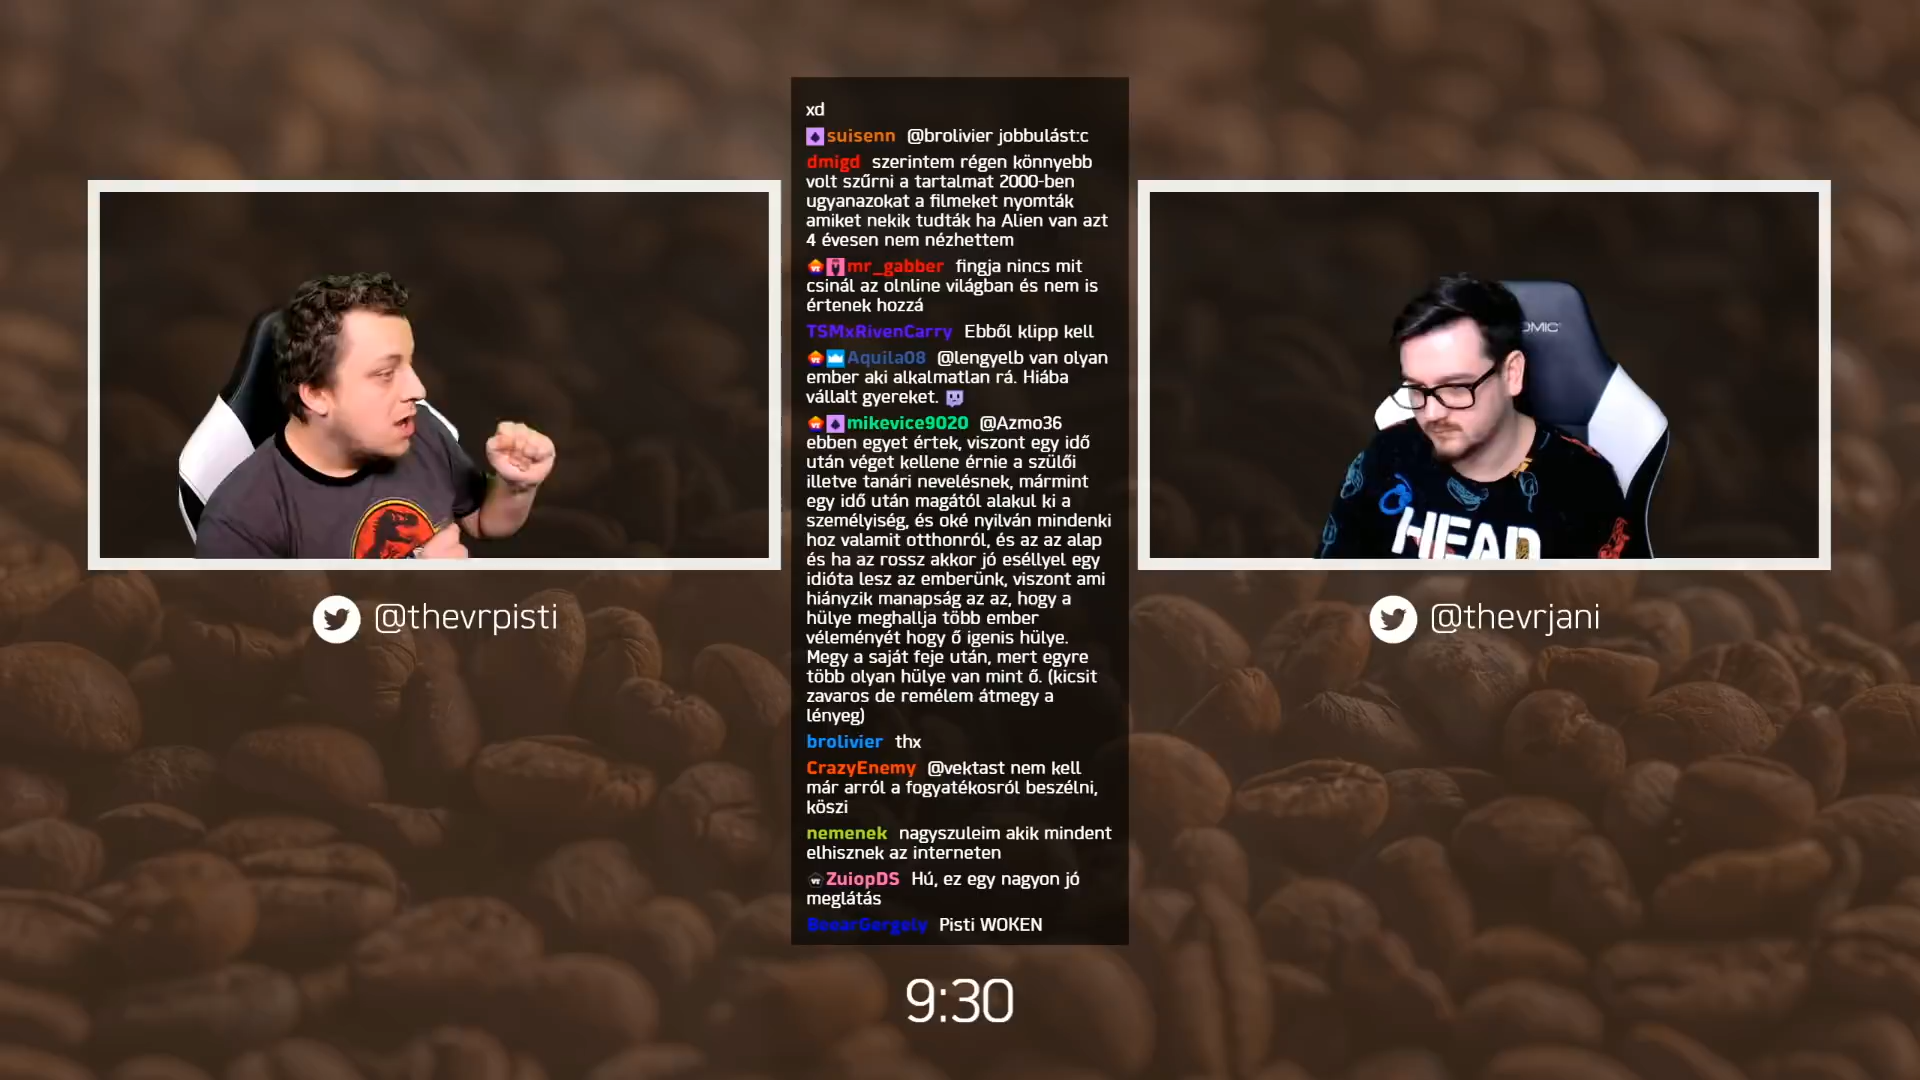 xd
suisenn @brolivier jobbulást:c
dmigd szerintem régen könnyebb
volt szűrni a tartalmat 2000-ben
ugyanazokat a filmeket nyomták
amiket nekik tudták ha Alien van azt
4 évesen nem nézhettem
mr_gabber fingja nincs mit
csinál az olnline világban és nem is
értenek hozzá
TSMxRivenCarry Ebből klipp kell
Aquila08 @lengyelb van olyan
ember aki alkalmatlan rá. Hiába
vállalt gyereket.
mikevice9020 @Azmo36
ebben egyet értek, viszont egy idő
után véget kellene érnie a szülői
illetve tanári nevelésnek, mármint
egy idő után magától alakul ki a
személyiség, és oké nyilván mindenki
hoz valamit otthonról, és az az alap
és ha az rossz akkor jó eséllyel egy
idióta lesz az emberünk, viszont ami
hiányzik manapság az az, hogy a
hülye meghallja több ember
véleményét hogy ő igenis hülye.
Megy a saját feje után, mert egyre
több olyan hülye van mint ő. (kicsit
zavaros de remélem átmegy a
lényeg)
brolivier thx
CrazyEnemy @vektast nem kell
már arról a fogyatékosról beszélni,
köszi
nemenek nagyszuleim akik mindent
elhisznek az interneten
ZuiopDS Hú, ez egy nagyon jó
meglátás
BeearGergely Pisti WOKEN
OMIC
HEAD
@thevrpisti
@thevrjani
9:30